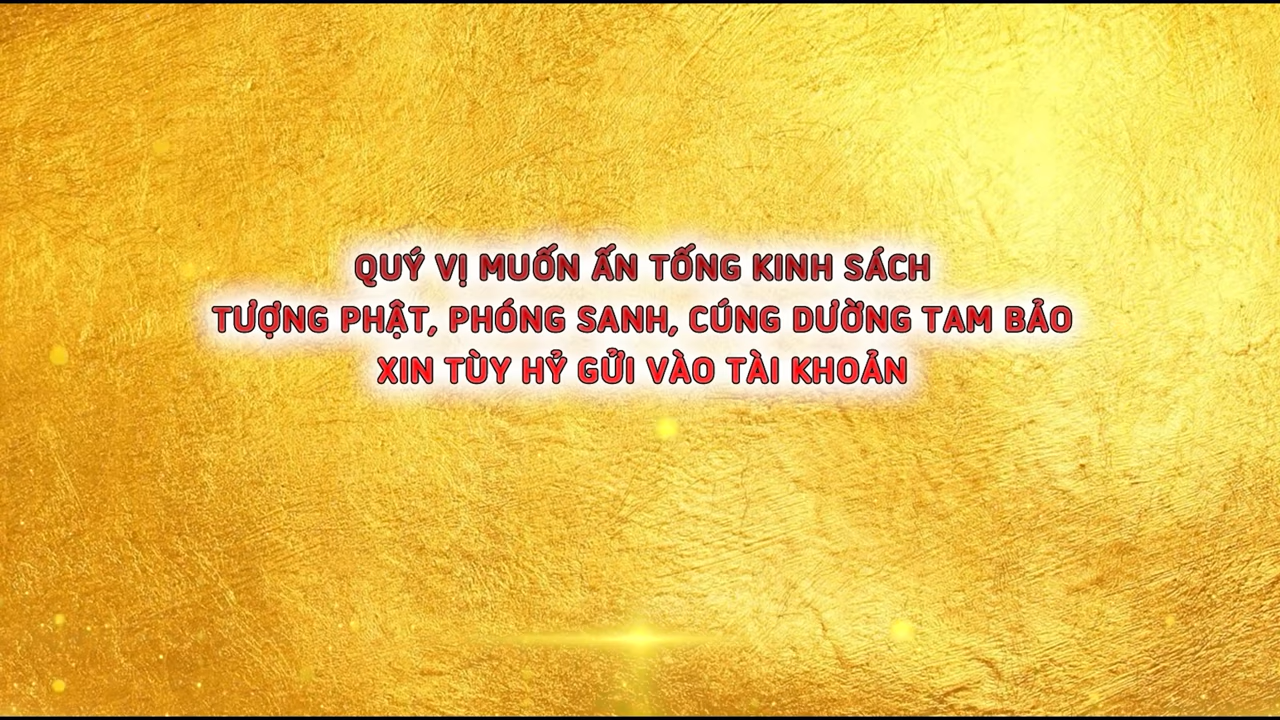 QUÝ VỊ MUỐN ẤN TỐNG KINH SÁCH
TƯỢNG PHẬT, PHÓNG SANH, CÚNG DƯỜNG TAM BẢO
XIN TÙY HỶ GỬI VÀO TÀI KHOẢN